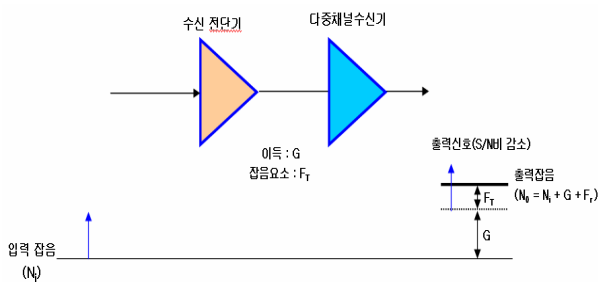 수신 전단기
다중채널수신기
이득 : G
잡음요소 : F_T
출력신호(S/N비 감소)
출력잡음
(N_0 = N_i + G + F_r)
F_T
G
입력 잡음
(N_i)